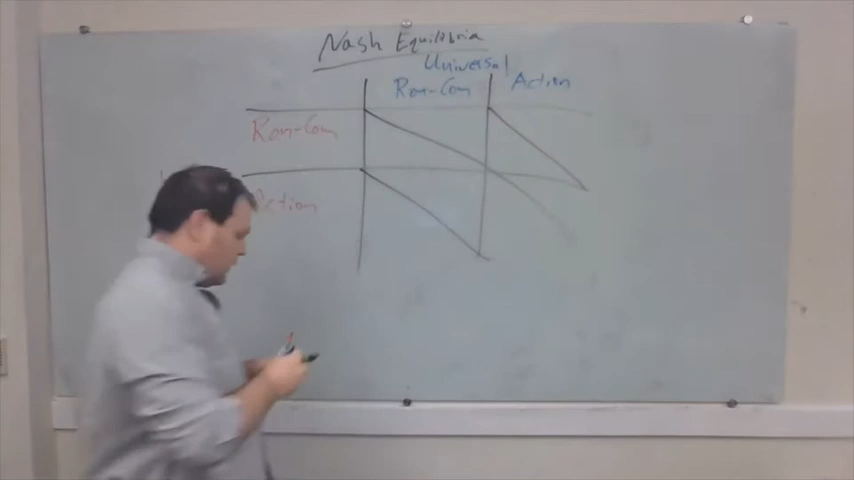 Nash Equilibria
Universal
Rom-Com Action
Rom-Com
Action